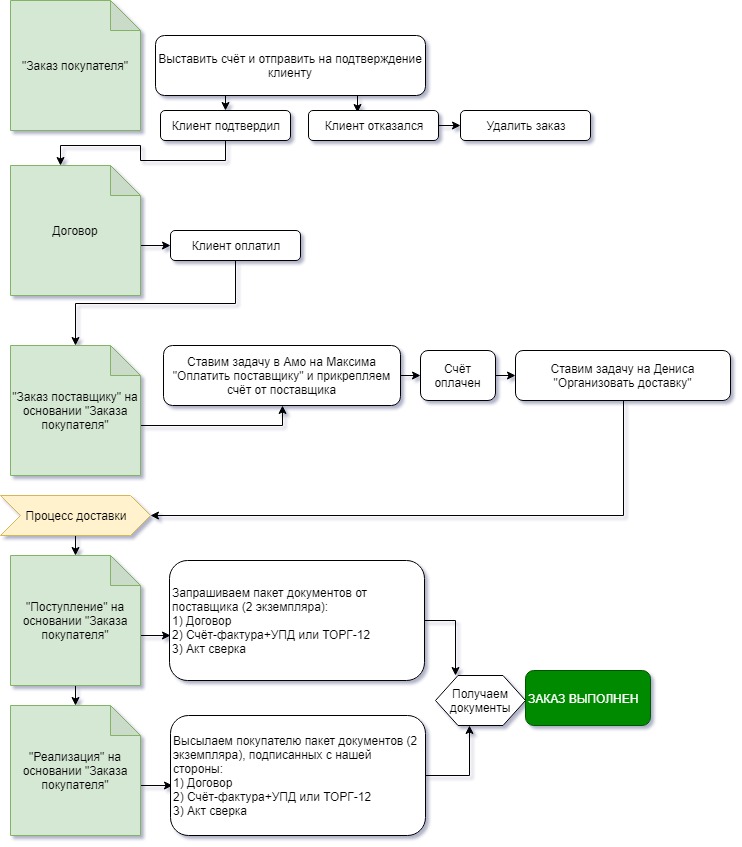 "Заказ покупателя"
Выставить счёт и отправить на подтверждение
клиенту
Клиент подтвердил
Клиент отказался
Удалить заказ
Договор
Клиент оплатил
"Заказ поставщику" на
основании "Заказа
покупателя"
Ставим задачу в Амо на Максима
"Оплатить поставщику" и прикрепляем
счёт от поставщика
Счёт
оплачен
Ставим задачу на Дениса
"Организовать доставку"
Процесс доставки
"Поступление" на
основании "Заказа
покупателя"
Запрашиваем пакет документов от
поставщика (2 экземпляра):
1) Договор
2) Счёт-фактура+УПД или ТОРГ-12
3) Акт сверка
Получаем
документы
ЗАКАЗ ВЫПОЛНЕН
"Реализация" на
основании "Заказа
покупателя"
Высылаем покупателю пакет документов (2
экземпляра), подписанных с нашей
стороны:
1) Договор
2) Счёт-фактура+УПД или ТОРГ-12
3) Акт сверка